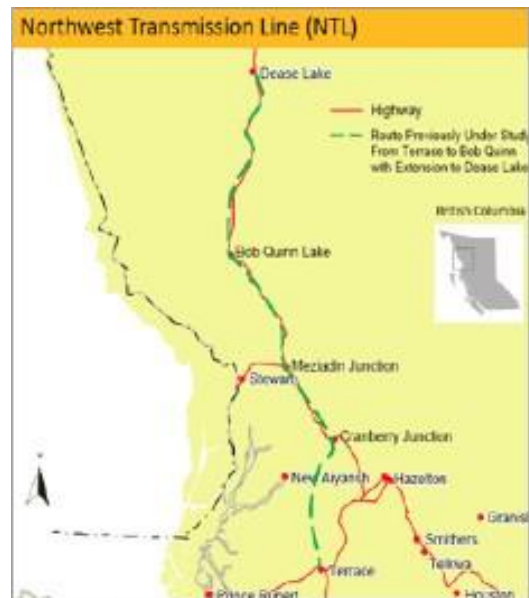 Northwest Transmission Line (NTL)
Dease Lake
Highway
Route Previously Under Study
From Terrace to Bob Quinn
with Extension to Dease Lake
British Columbia
Bob Quinn Lake
Meziadin Junction
Stewart
Cranberry Junction
New Aiyansh
Hazelton
Granisl
Smithers
Telkwa
Terrace
Houston
Prince Rupert